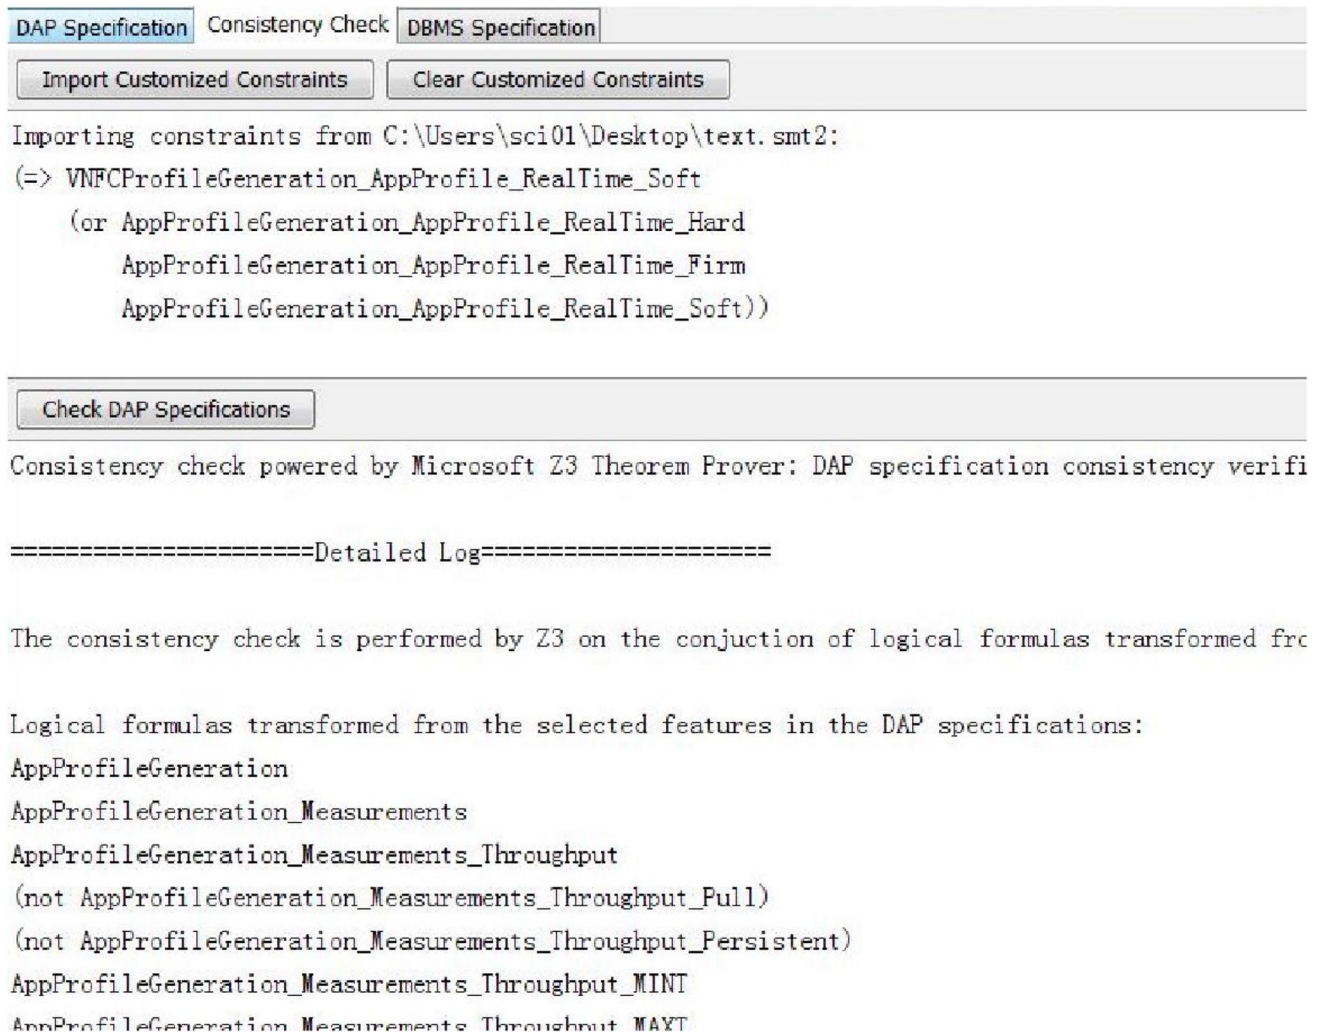 DAP Specification Consistency Check DBMS Specification
Import Customized Constraints Clear Customized Constraints
Importing constraints from C:\Users\sci01\Desktop\text.smt2:
(=> VNFCProfileGeneration_AppProfile_RealTime_Soft
(or AppProfileGeneration_AppProfile_RealTime_Hard
AppProfileGeneration_AppProfile_RealTime_Firm
AppProfileGeneration_AppProfile_RealTime_Soft))
Check DAP Specifications
Consistency check powered by Microsoft Z3 Theorem Prover: DAP specification consistency verifi
======================Detailed Log=====================
The consistency check is performed by Z3 on the conjuction of logical formulas transformed fro
Logical formulas transformed from the selected features in the DAP specifications:
AppProfileGeneration
AppProfileGeneration_Measurements
AppProfileGeneration_Measurements_Throughput
(not AppProfileGeneration_Measurements_Throughput_Pull)
(not AppProfileGeneration_Measurements_Throughput_Persistent)
AppProfileGeneration_Measurements_Throughput_MINT
AppProfileGeneration_Measurements_Throughput_MAXT